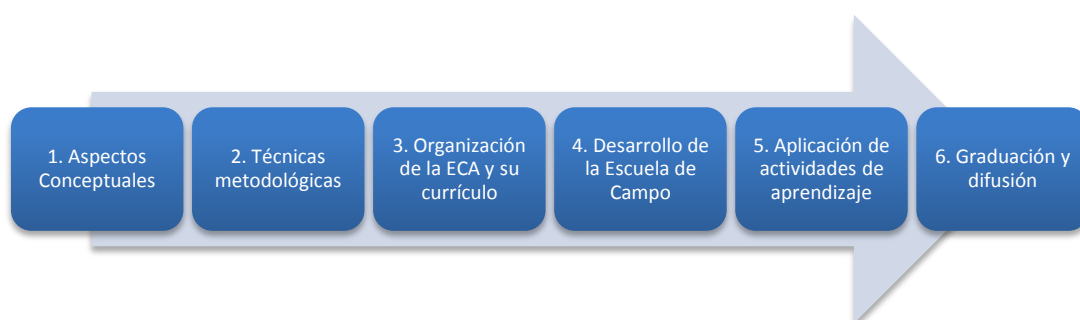 1. Aspectos
Conceptuales
2. Técnicas
metodológicas
3. Organización
de la ECA y su
currículo
4. Desarrollo de
la Escuela de
Campo
5. Aplicación de
actividades de
aprendizaje
6. Graduación y
difusión